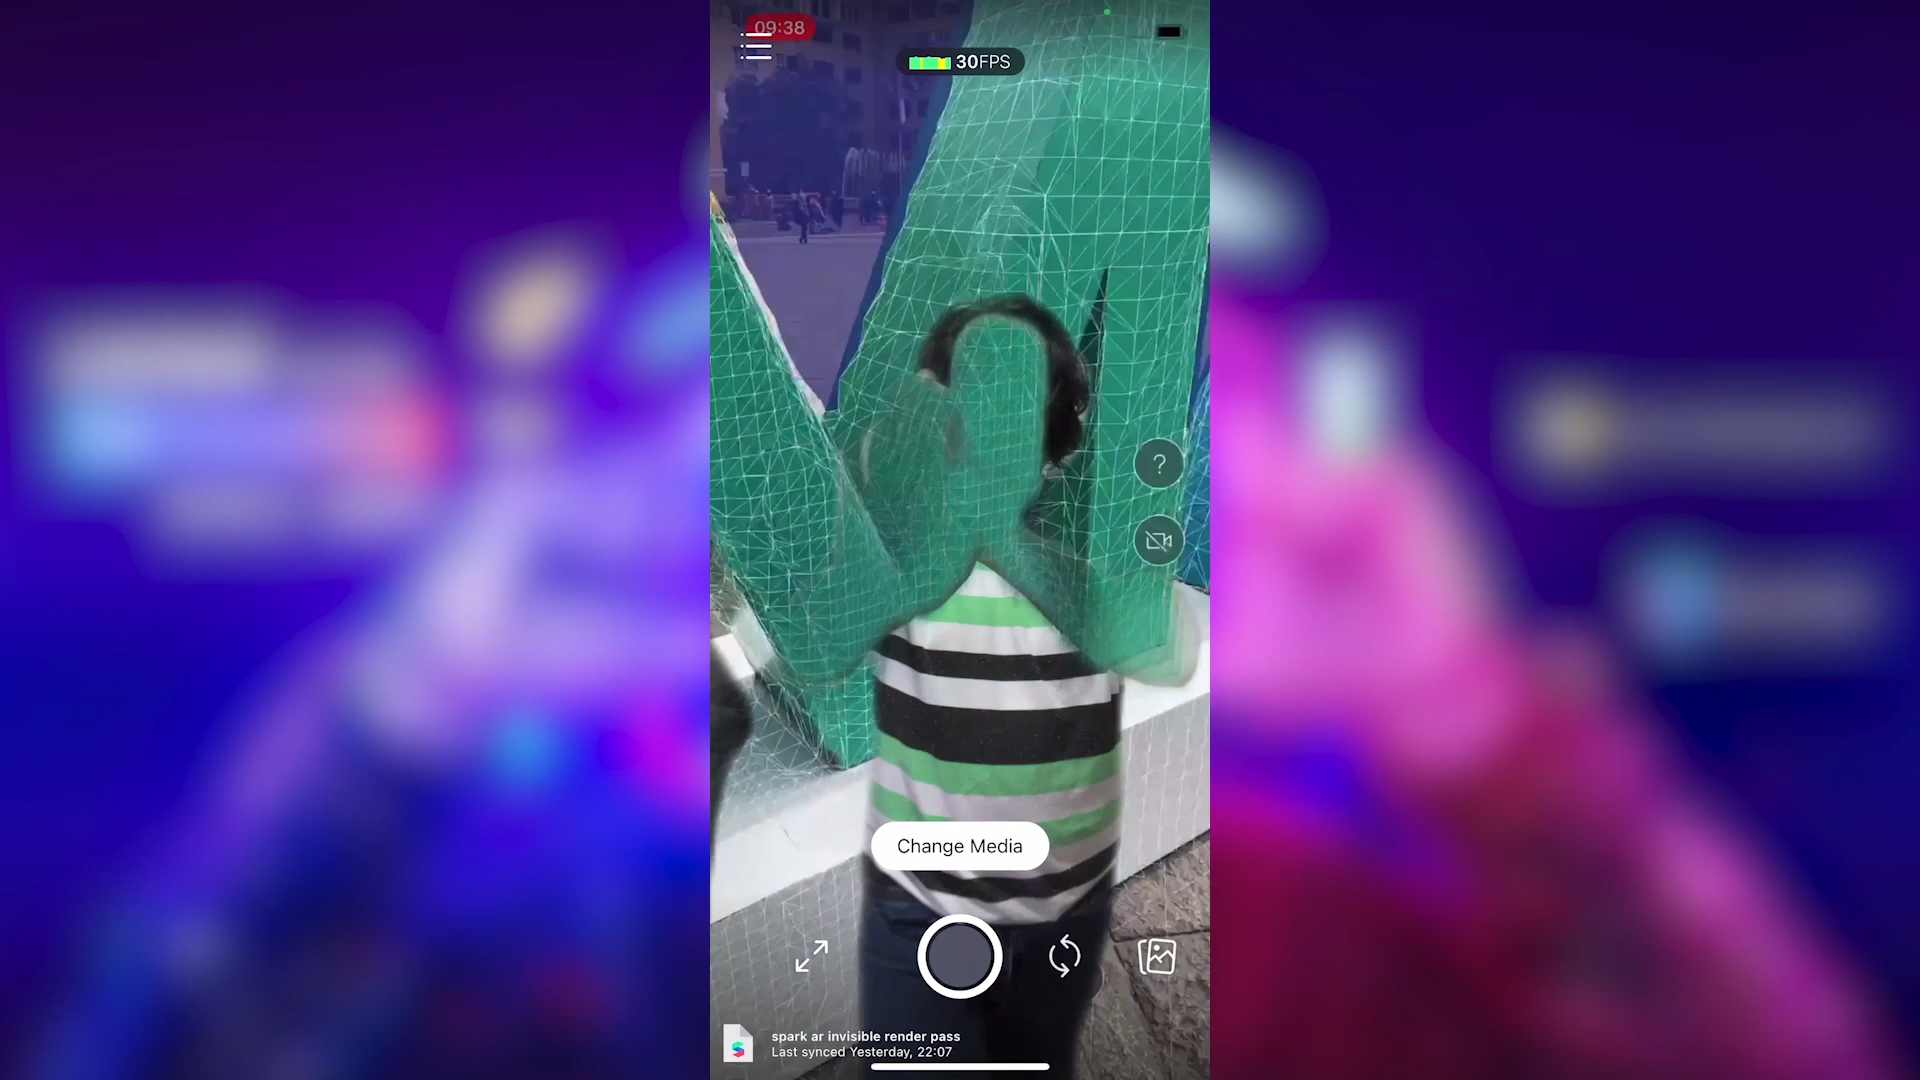 09:38
30FPS
?
Change Media
spark ar invisible render pass
Last synced Yesterday, 22:07